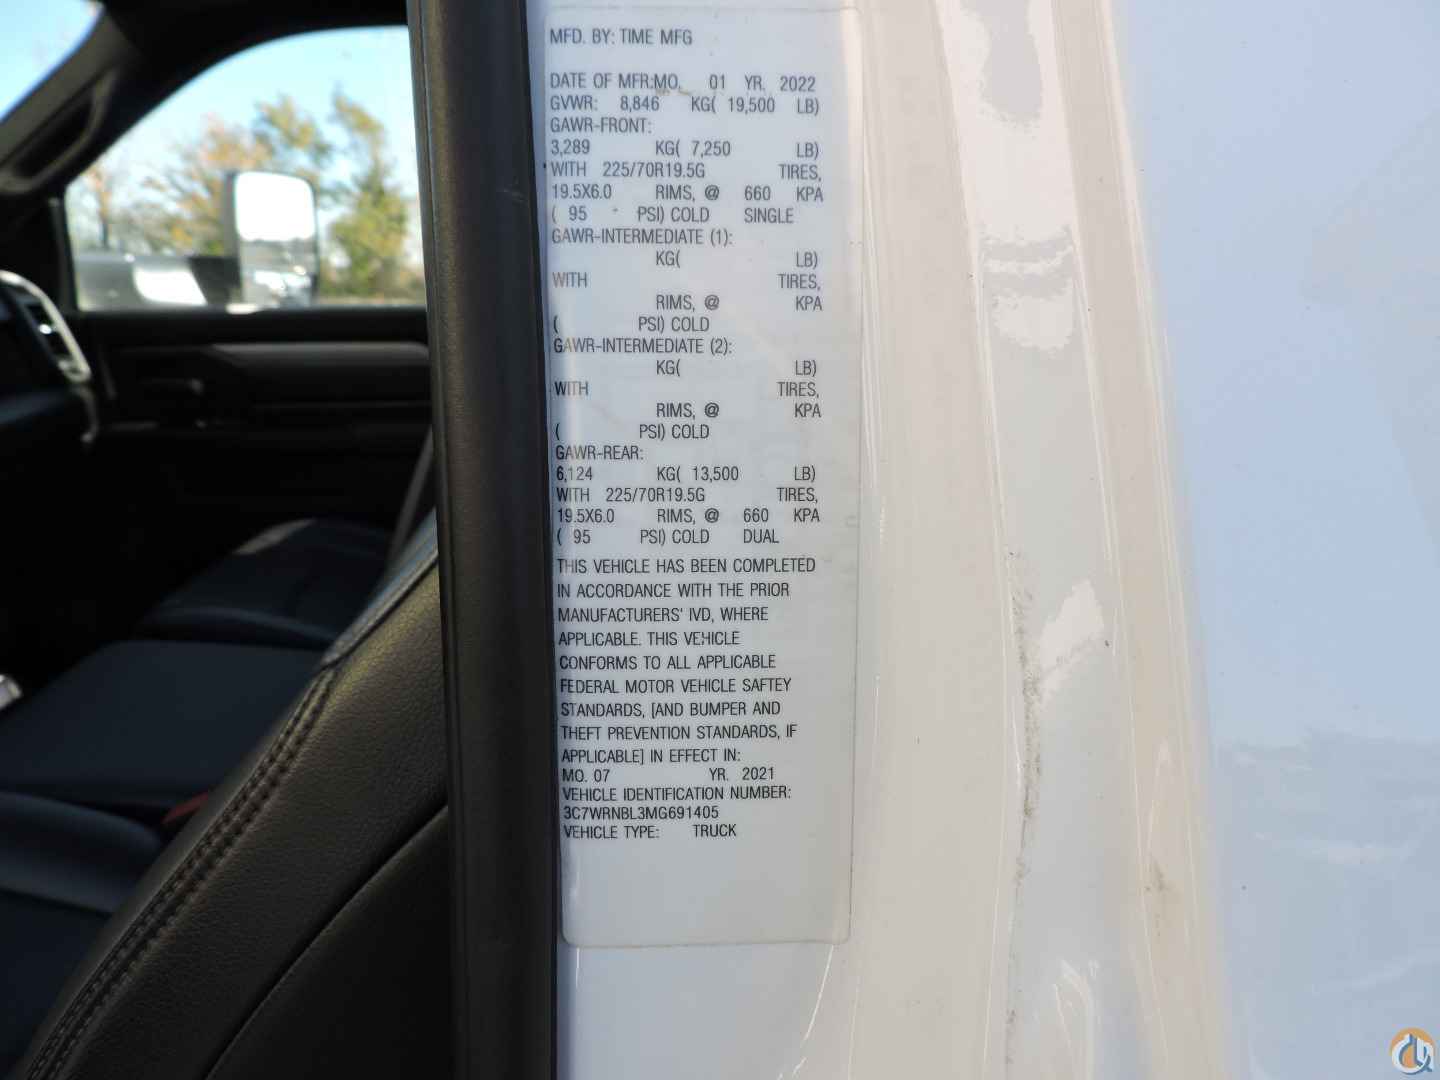 MFD. BY: TIME MFG
DATE OF MFR:MO. 01 YR. 2022
GVWR: 8,846 KG( 19,500 LB)
GAWR-FRONT:
3,289 KG( 7,250 LB)
WITH 225/70R19.5G TIRES,
19.5X6.0 RIMS, @ 660 KPA
( 95 PSI) COLD SINGLE
GAWR-INTERMEDIATE (1):
KG( LB)
WITH TIRES,
RIMS, @ KPA
( PSI) COLD
GAWR-INTERMEDIATE (2):
KG( LB)
WITH TIRES,
RIMS, @ KPA
( PSI) COLD
GAWR-REAR:
6,124 KG( 13,500 LB)
WITH 225/70R19.5G TIRES,
19.5X6.0 RIMS, @ 660 KPA
( 95 PSI) COLD DUAL
THIS VEHICLE HAS BEEN COMPLETED
IN ACCORDANCE WITH THE PRIOR
MANUFACTURERS' IVD, WHERE
APPLICABLE. THIS VEHICLE
CONFORMS TO ALL APPLICABLE
FEDERAL MOTOR VEHICLE SAFTEY
STANDARDS, [AND BUMPER AND
THEFT PREVENTION STANDARDS, IF
APPLICABLE] IN EFFECT IN:
MO. 07 YR. 2021
VEHICLE IDENTIFICATION NUMBER:
3C7WRNBL3MG691405
VEHICLE TYPE: TRUCK